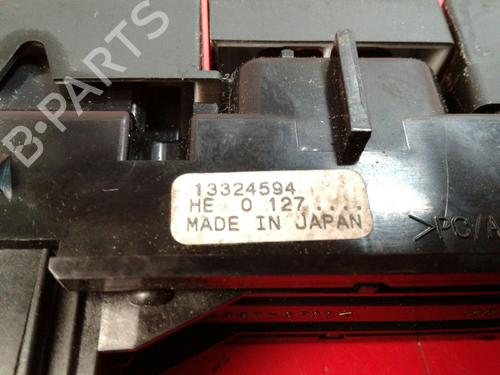 B-PARTS
13324594
HE 0 127 ....
MADE IN JAPAN
>PC/A